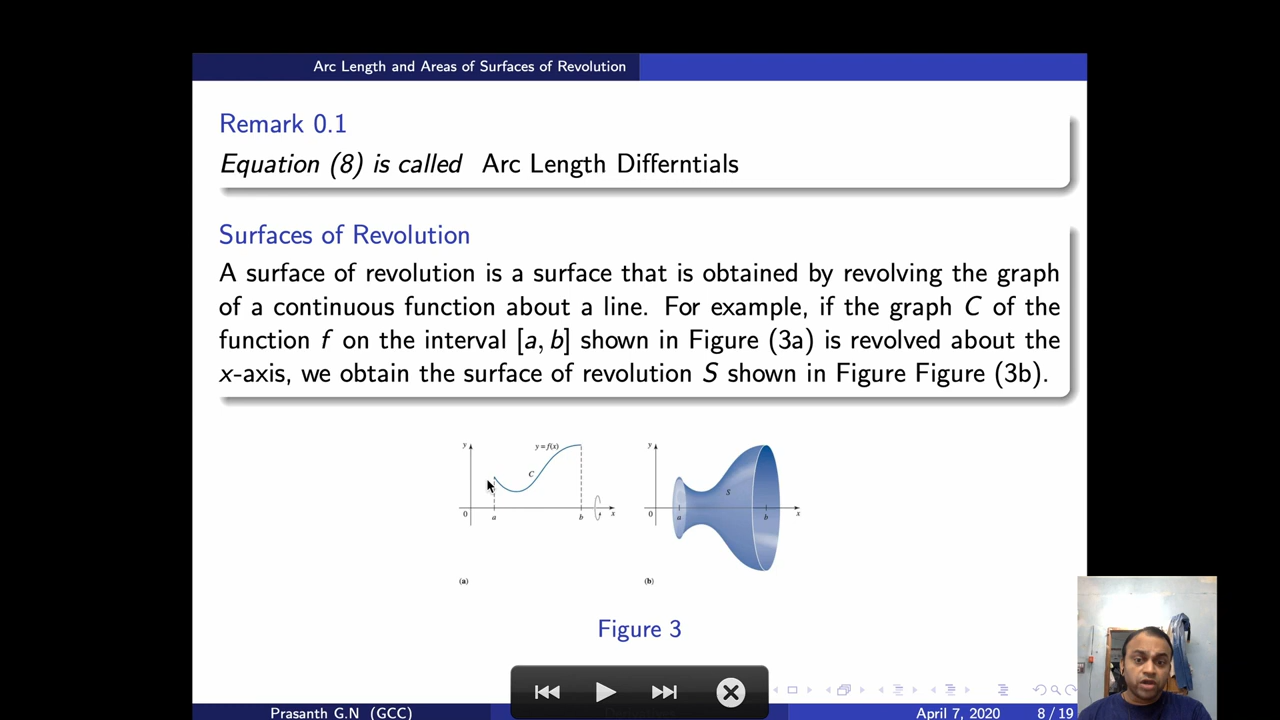 Arc Length and Areas of Surfaces of Revolution
Remark 0.1
Equation (8) is called Arc Length Differntials
Surfaces of Revolution
A surface of revolution is a surface that is obtained by revolving the graph
of a continuous function about a line. For example, if the graph C of the
function f on the interval [a, b] shown in Figure (3a) is revolved about the
x-axis, we obtain the surface of revolution S shown in Figure Figure (3b).
y
y = f(x)
C
0
a
b
x
(a)
y
S
0
a
b
x
(b)
Figure 3
Prasanth G.N (GCC)
April 7, 2020
8 / 19